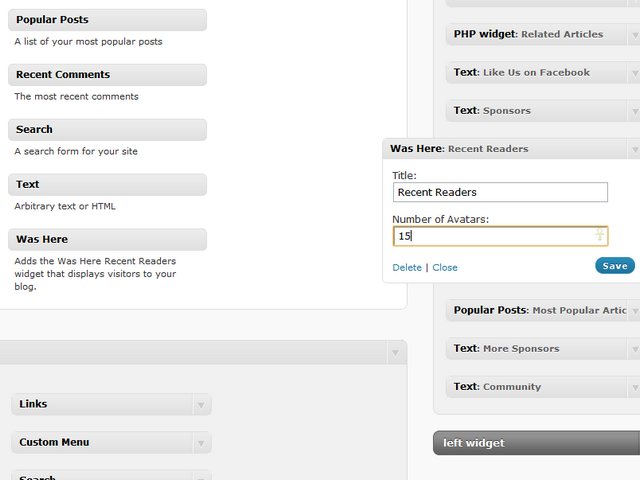 Popular Posts
A list of your most popular posts
Recent Comments
The most recent comments
Search
A search form for your site
Text
Arbitrary text or HTML
Was Here
Adds the Was Here Recent Readers
widget that displays visitors to your
blog.
Links
Custom Menu
Search
PHP widget: Related Articles
Text: Like Us on Facebook
Text: Sponsors
Was Here: Recent Readers
Title:
Recent Readers
Number of Avatars:
15
Delete | Close
Save
Popular Posts: Most Popular Artic
Text: More Sponsors
Text: Community
left widget